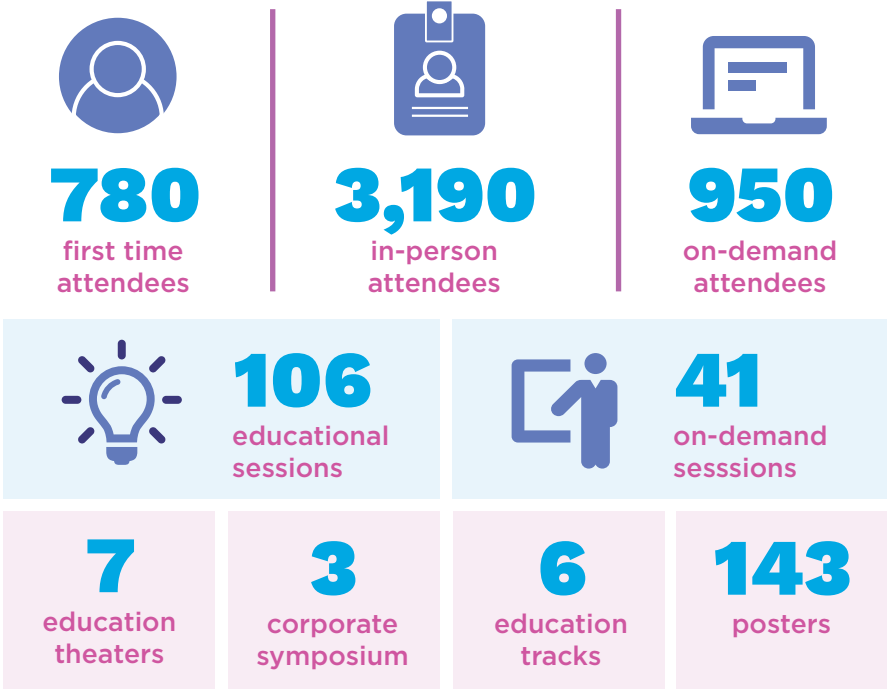 780
first time
attendees
3,190
in-person
attendees
950
on-demand
attendees
106
educational
sessions
41
on-demand
sesssions
7
education
theaters
3
corporate
symposium
6
education
tracks
143
posters